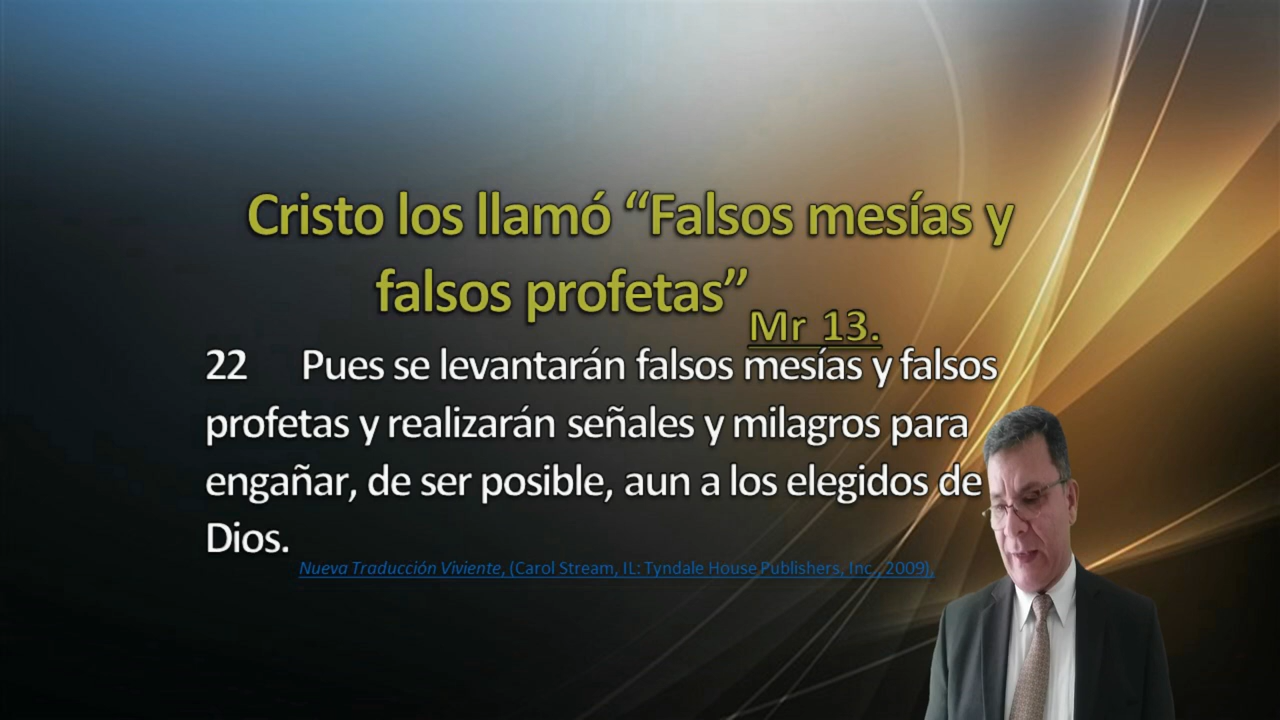 Cristo los llamó “Falsos mesías y
falsos profetas”
Mr 13.
22 Pues se levantarán falsos mesías y falsos
profetas y realizarán señales y milagros para
engañar, de ser posible, aun a los elegidos de
Dios.
Nueva Traducción Viviente, (Carol Stream, IL: Tyndale House Publishers, Inc., 2009),